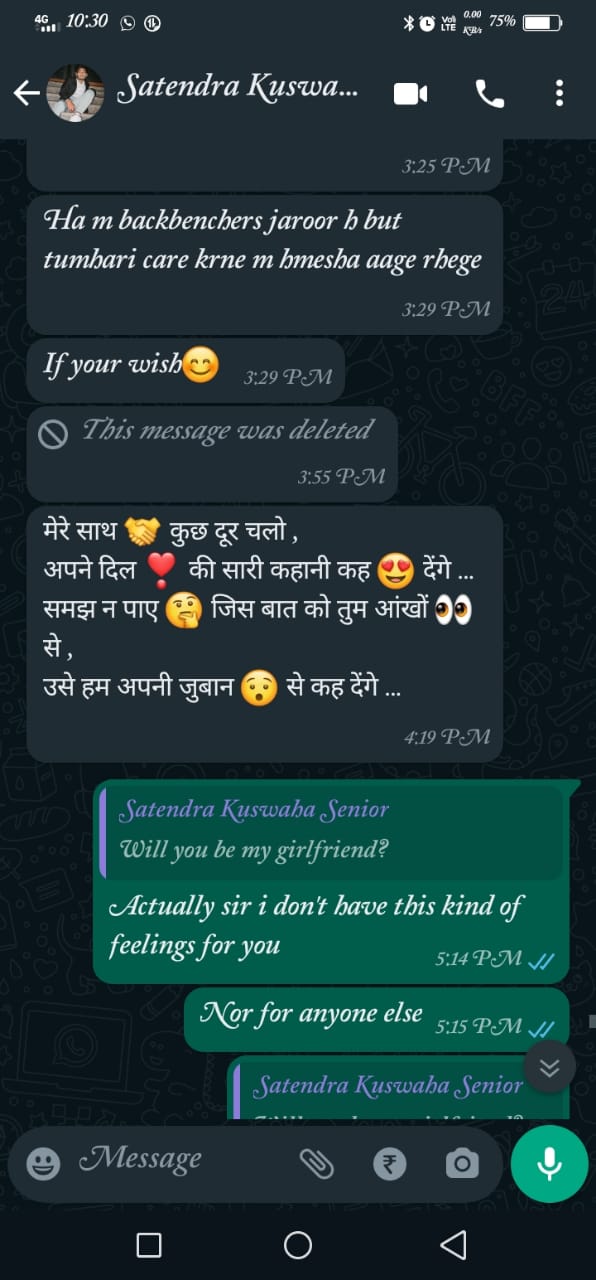 4G 10:30 VoI LTE 0.00 KB/s 75%
Satendra Kuswa...
3:25 PM
Ha m backbenchers jaroor h but
tumhari care krne m hmesha aage rhege
3:29 PM
If your wish😊 3:29 PM
This message was deleted
3:55 PM
मेरे साथ 🤝 कुछ दूर चलो ,
अपने दिल ❣️ की सारी कहानी कह 😍 देंगे ...
समझ न पाए 🤔 जिस बात को तुम आंखों 👀
से ,
उसे हम अपनी जुबान 😯 से कह देंगे ...
4:19 PM
Satendra Kuswaha Senior
Will you be my girlfriend?
Actually sir i don't have this kind of
feelings for you 5:14 PM
Nor for anyone else 5:15 PM
Satendra Kuswaha Senior
Message